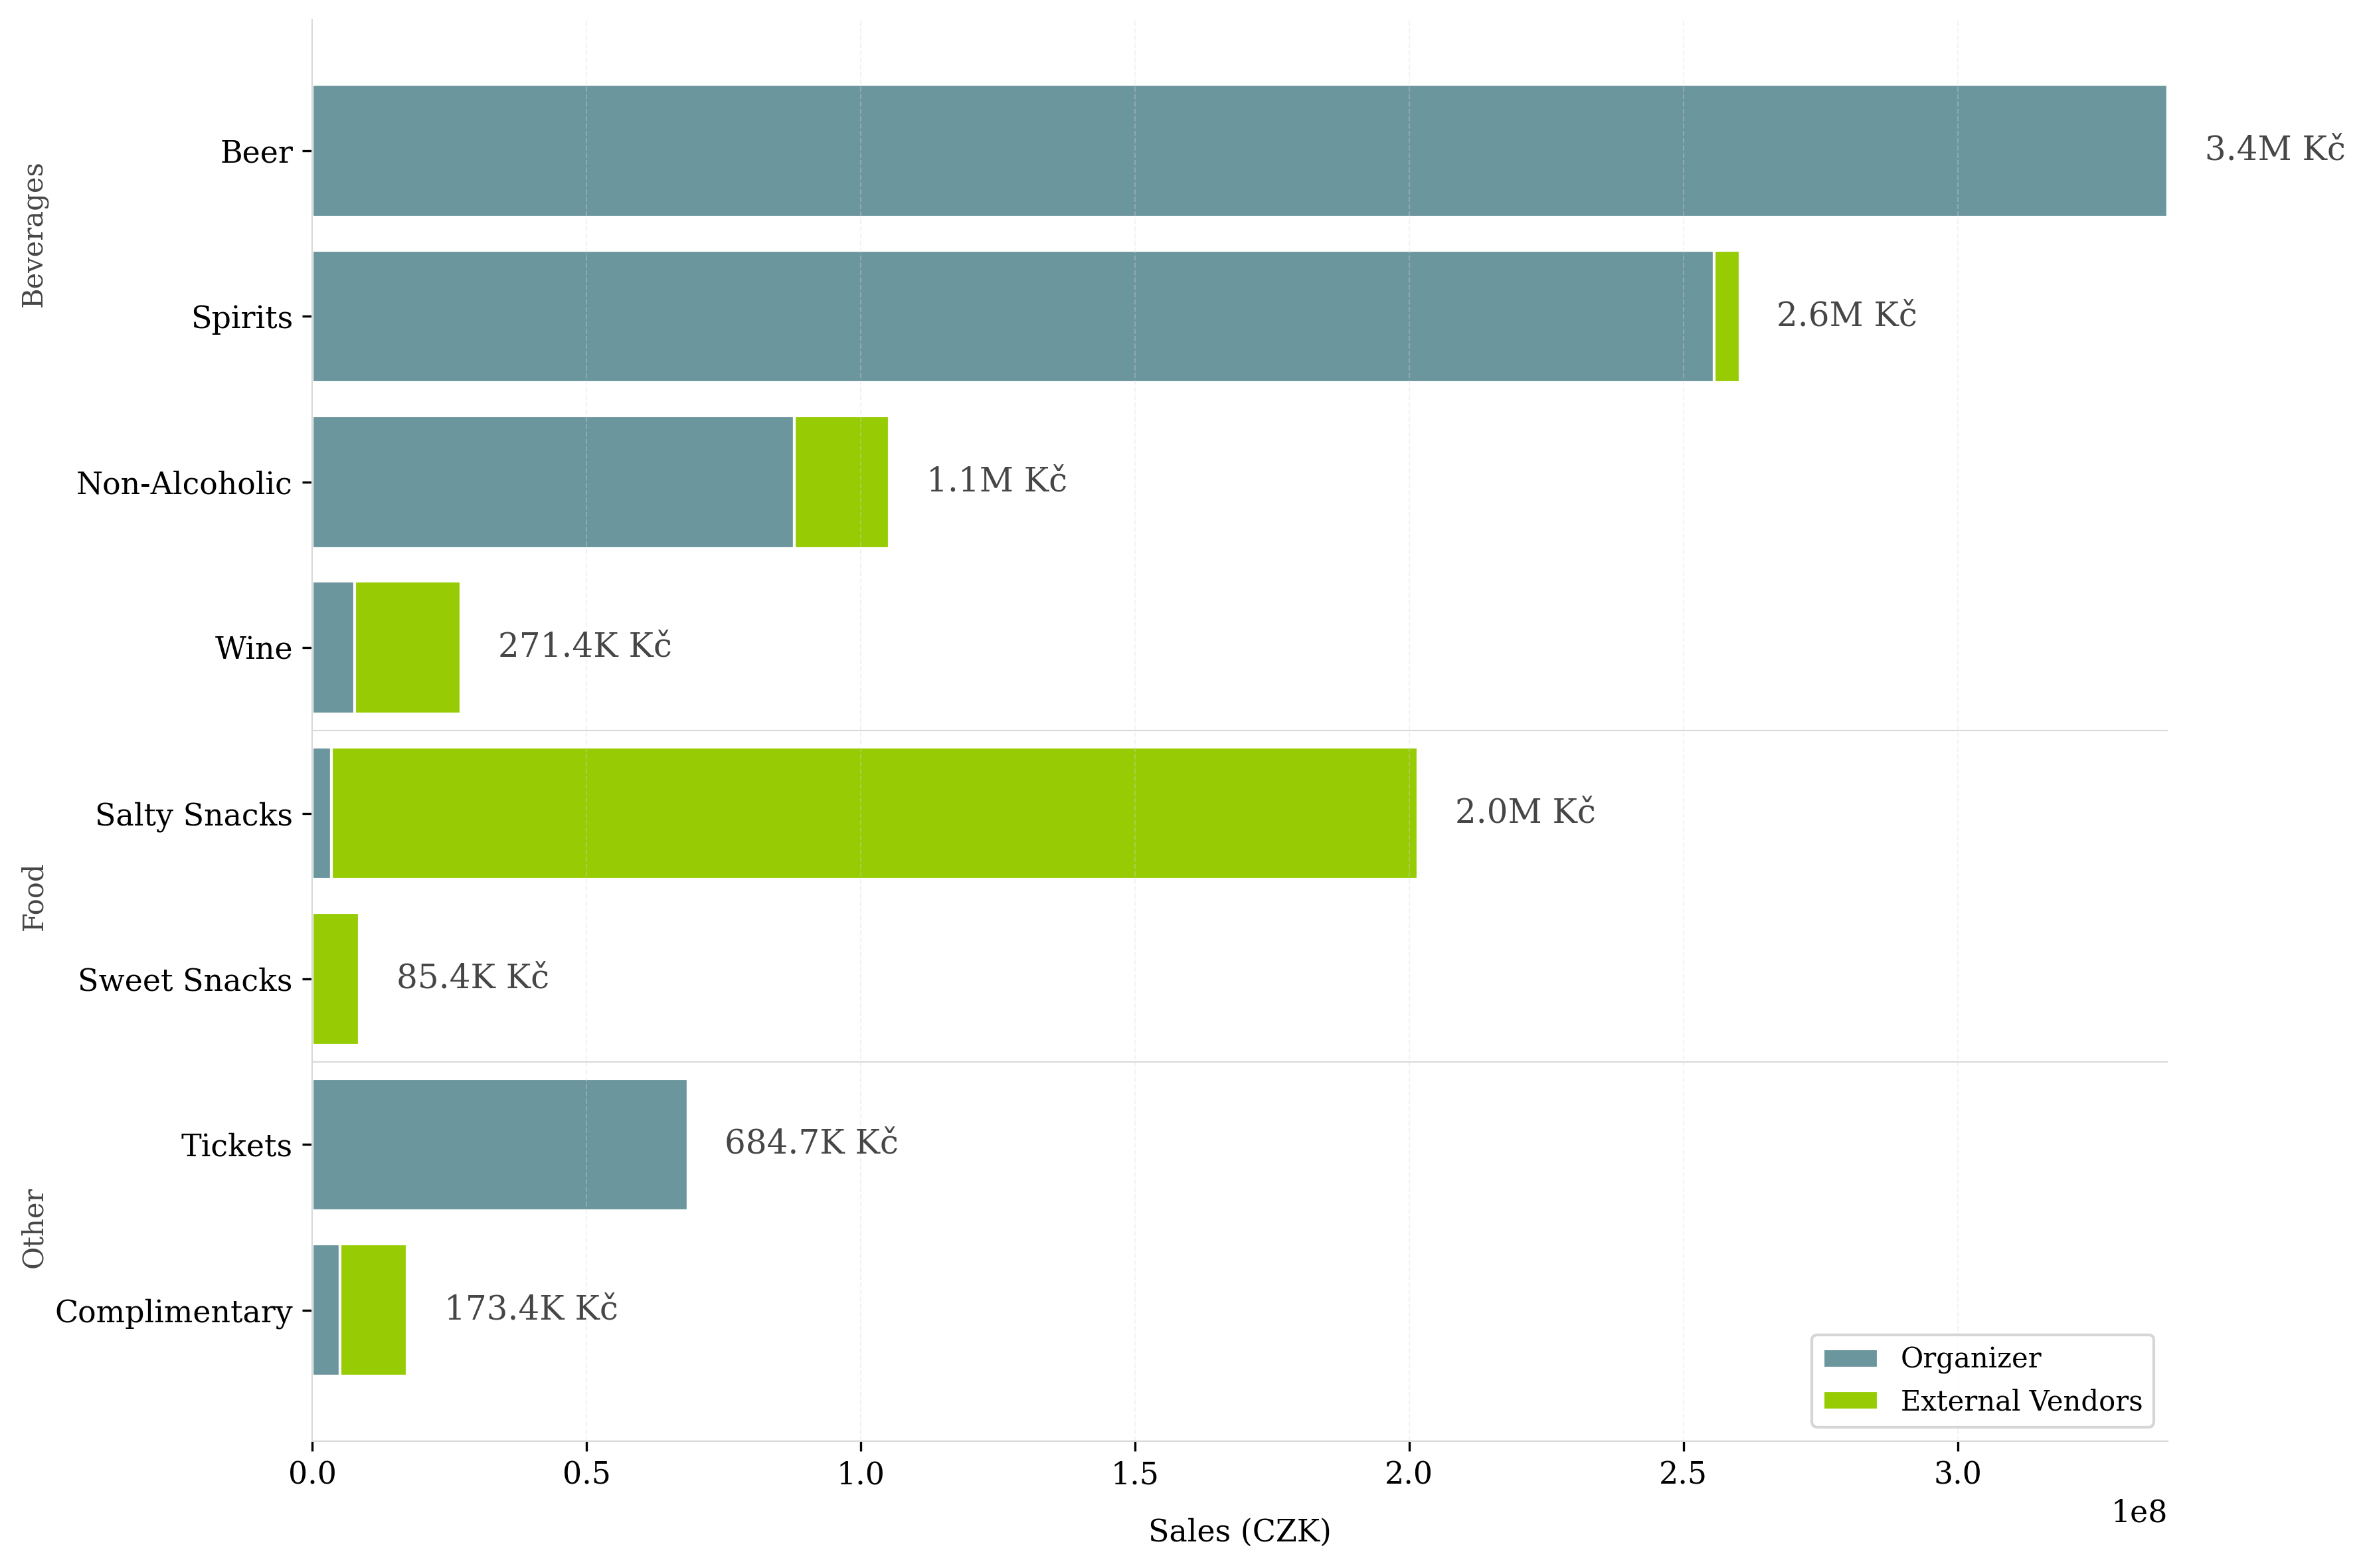 Beverages
Beer
3.4M Kč
Spirits
2.6M Kč
Non-Alcoholic
1.1M Kč
Wine
271.4K Kč
Food
Salty Snacks
2.0M Kč
Sweet Snacks
85.4K Kč
Other
Tickets
684.7K Kč
Complimentary
173.4K Kč
Organizer
External Vendors
0.0 0.5 1.0 1.5 2.0 2.5 3.0
1e8
Sales (CZK)